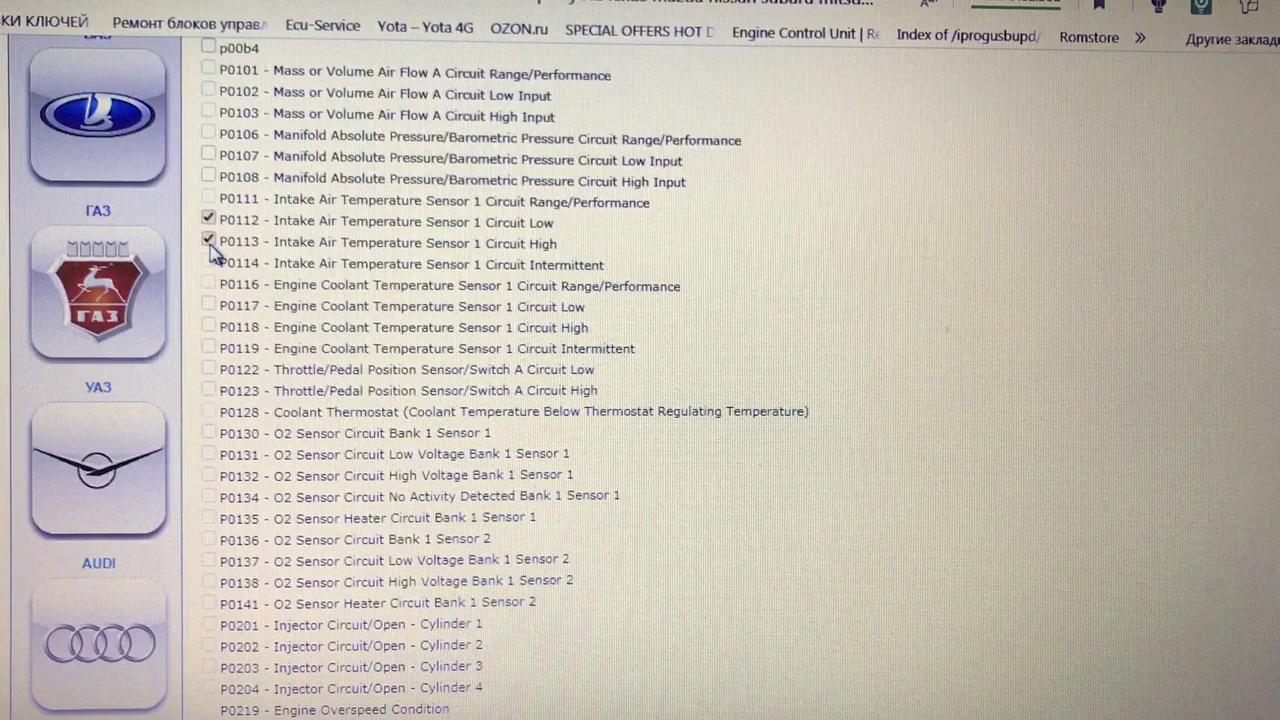 КИ КЛЮЧЕЙ Ремонт блоков управл Ecu-Service Yota – Yota 4G OZON.ru SPECIAL OFFERS HOT D Engine Control Unit | Re Index of /iprogusbupd/ Romstore » Другие заклад
p00b4
P0101 - Mass or Volume Air Flow A Circuit Range/Performance
P0102 - Mass or Volume Air Flow A Circuit Low Input
P0103 - Mass or Volume Air Flow A Circuit High Input
P0106 - Manifold Absolute Pressure/Barometric Pressure Circuit Range/Performance
P0107 - Manifold Absolute Pressure/Barometric Pressure Circuit Low Input
P0108 - Manifold Absolute Pressure/Barometric Pressure Circuit High Input
P0111 - Intake Air Temperature Sensor 1 Circuit Range/Performance
P0112 - Intake Air Temperature Sensor 1 Circuit Low
P0113 - Intake Air Temperature Sensor 1 Circuit High
P0114 - Intake Air Temperature Sensor 1 Circuit Intermittent
P0116 - Engine Coolant Temperature Sensor 1 Circuit Range/Performance
P0117 - Engine Coolant Temperature Sensor 1 Circuit Low
P0118 - Engine Coolant Temperature Sensor 1 Circuit High
P0119 - Engine Coolant Temperature Sensor 1 Circuit Intermittent
P0122 - Throttle/Pedal Position Sensor/Switch A Circuit Low
P0123 - Throttle/Pedal Position Sensor/Switch A Circuit High
P0128 - Coolant Thermostat (Coolant Temperature Below Thermostat Regulating Temperature)
P0130 - O2 Sensor Circuit Bank 1 Sensor 1
P0131 - O2 Sensor Circuit Low Voltage Bank 1 Sensor 1
P0132 - O2 Sensor Circuit High Voltage Bank 1 Sensor 1
P0134 - O2 Sensor Circuit No Activity Detected Bank 1 Sensor 1
P0135 - O2 Sensor Heater Circuit Bank 1 Sensor 1
P0136 - O2 Sensor Circuit Bank 1 Sensor 2
P0137 - O2 Sensor Circuit Low Voltage Bank 1 Sensor 2
P0138 - O2 Sensor Circuit High Voltage Bank 1 Sensor 2
P0141 - O2 Sensor Heater Circuit Bank 1 Sensor 2
P0201 - Injector Circuit/Open - Cylinder 1
P0202 - Injector Circuit/Open - Cylinder 2
P0203 - Injector Circuit/Open - Cylinder 3
P0204 - Injector Circuit/Open - Cylinder 4
P0219 - Engine Overspeed Condition
ГАЗ
ГАЗ
УАЗ
AUDI